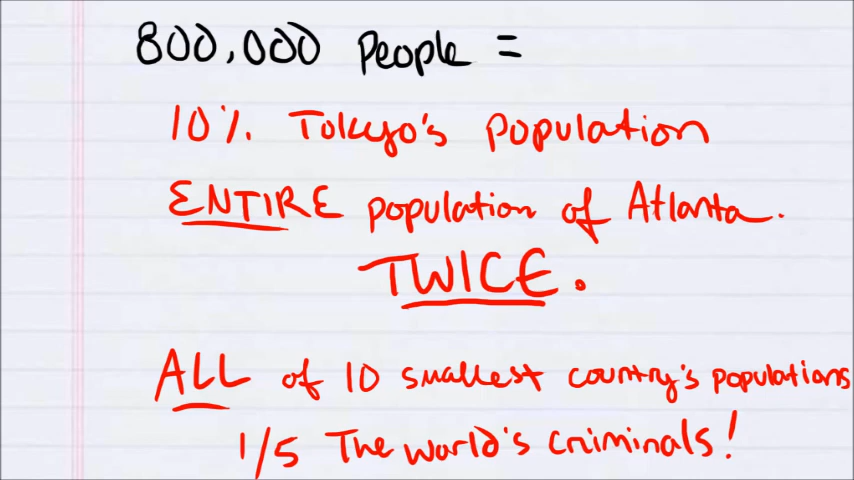 800,000 People =
10% Tokyo's Population
ENTIRE population of Atlanta.
TWICE.
ALL of 10 smallest country's populations
1/5 The world's criminals!